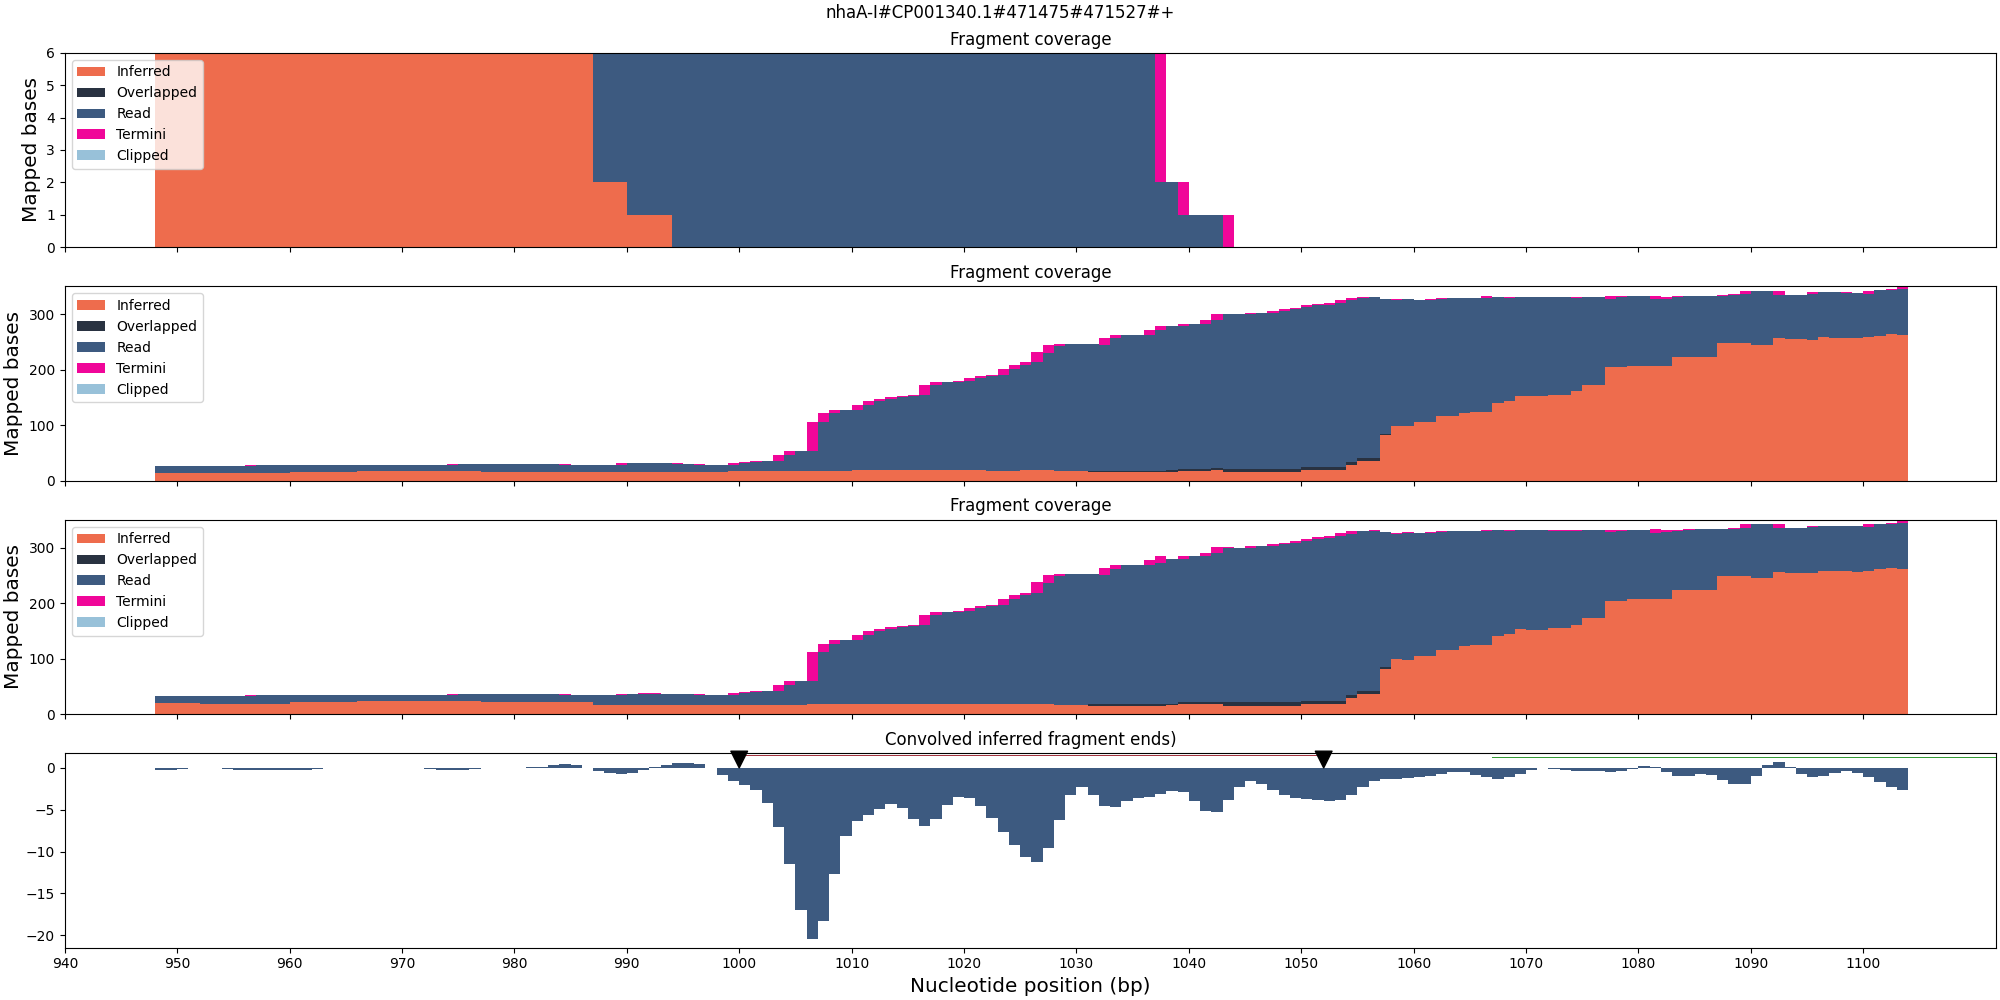 nhaA-I#CP001340.1#471475#471527#+
Fragment coverage
Mapped bases
6
5
4
3
2
1
0
Inferred
Overlapped
Read
Termini
Clipped
Fragment coverage
Mapped bases
300
200
100
0
Inferred
Overlapped
Read
Termini
Clipped
Fragment coverage
Mapped bases
300
200
100
0
Inferred
Overlapped
Read
Termini
Clipped
Convolved inferred fragment ends)
0
−5
−10
−15
−20
940 950 960 970 980 990 1000 1010 1020 1030 1040 1050 1060 1070 1080 1090 1100
Nucleotide position (bp)